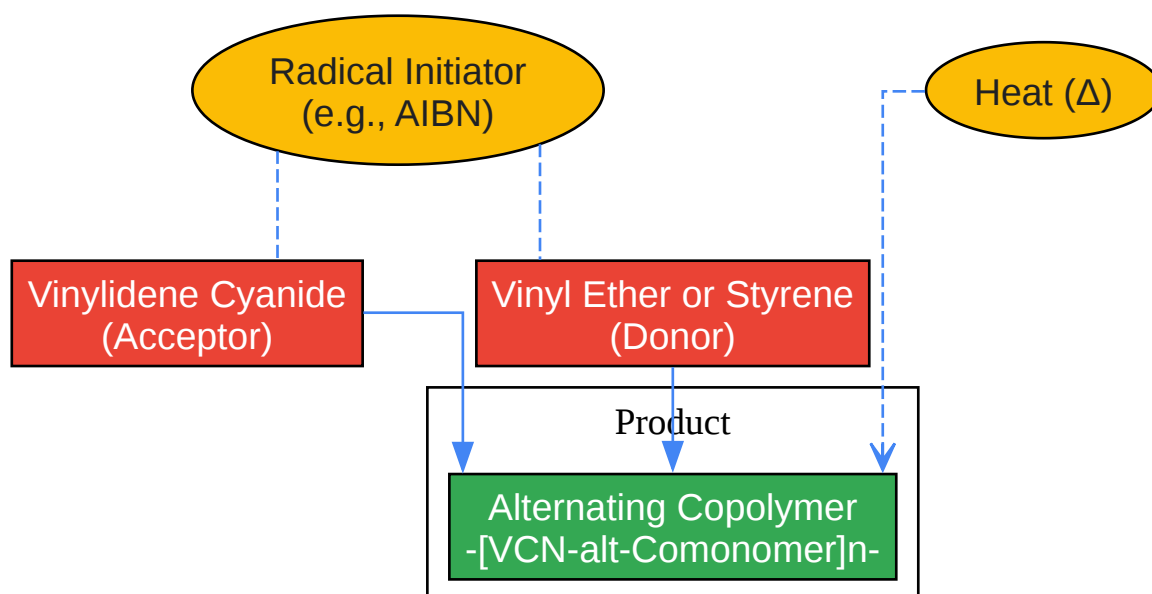 Radical Initiator
(e.g., AIBN)
Heat (Δ)
Vinylidene Cyanide
(Acceptor)
Vinyl Ether or Styrene
(Donor)
Product
Alternating Copolymer
-[VCN-alt-Comonomer]n-